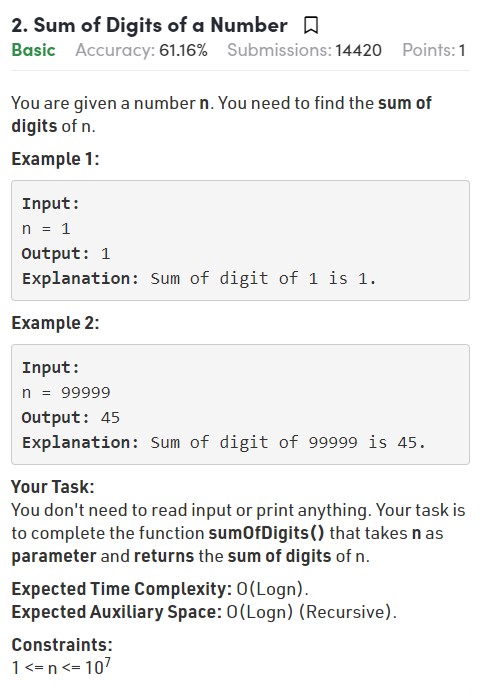 2. Sum of Digits of a Number
Basic Accuracy: 61.16% Submissions: 14420 Points: 1
You are given a number n. You need to find the sum of
digits of n.
Example 1:
Input:
n = 1
Output: 1
Explanation: Sum of digit of 1 is 1.
Example 2:
Input:
n = 99999
Output: 45
Explanation: Sum of digit of 99999 is 45.
Your Task:
You don't need to read input or print anything. Your task is
to complete the function sumOfDigits() that takes n as
parameter and returns the sum of digits of n.
Expected Time Complexity: O(Logn).
Expected Auxiliary Space: O(Logn) (Recursive).
Constraints:
1 <= n <= 10⁷